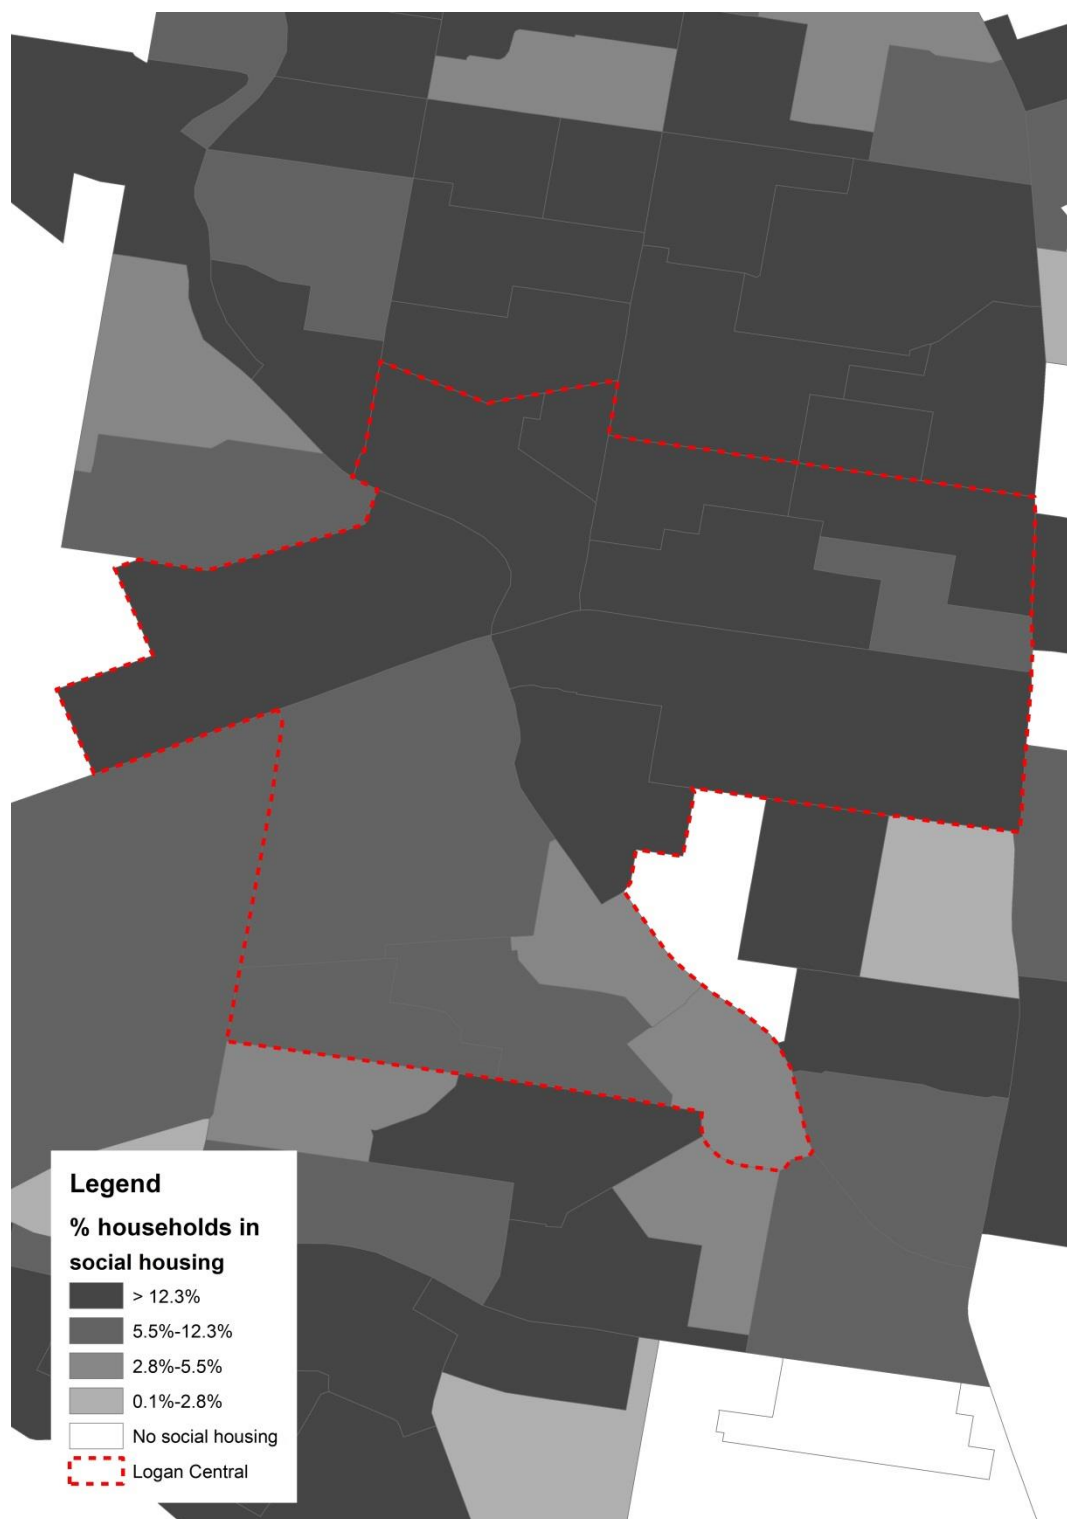 Legend
% households in
social housing
> 12.3%
5.5%-12.3%
2.8%-5.5%
0.1%-2.8%
No social housing
Logan Central